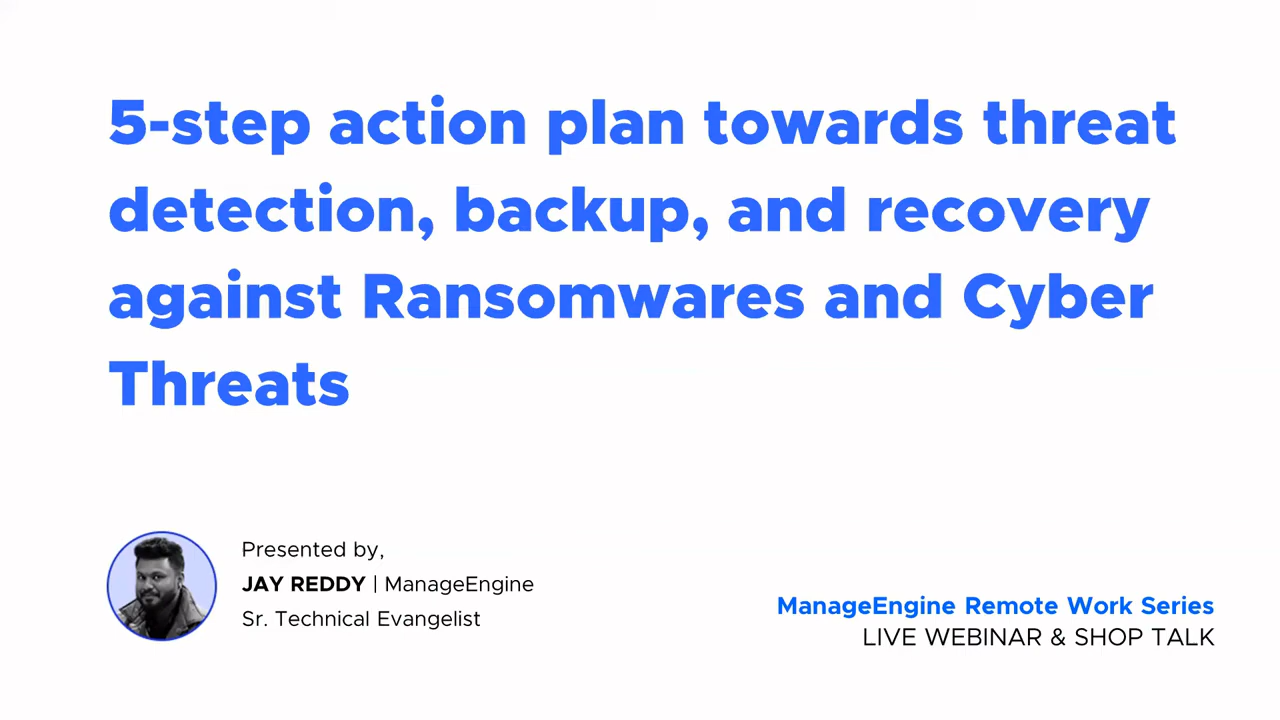 5-step action plan towards threat
detection, backup, and recovery
against Ransomwares and Cyber
Threats
Presented by,
JAY REDDY | ManageEngine
Sr. Technical Evangelist
ManageEngine Remote Work Series
LIVE WEBINAR & SHOP TALK